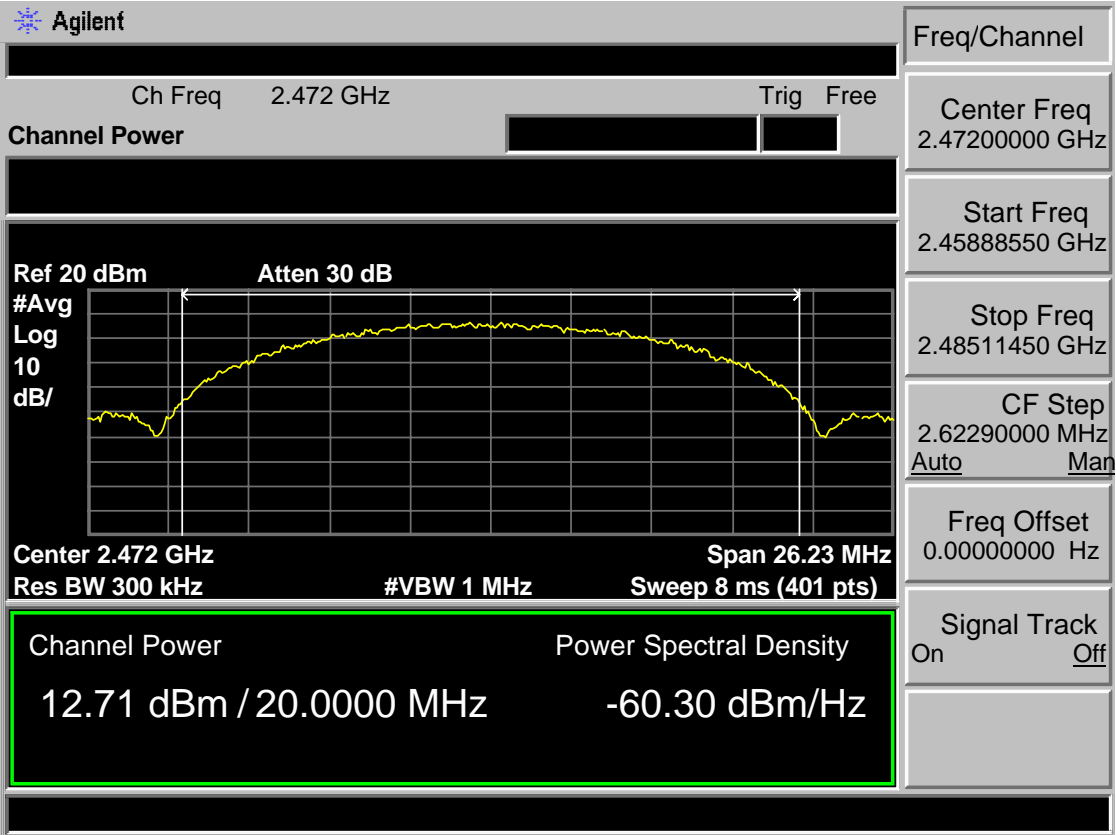 Agilent
Ch Freq 2.472 GHz Trig Free
Channel Power
Ref 20 dBm Atten 30 dB
#Avg
Log
10
dB/
Center 2.472 GHz Span 26.23 MHz
Res BW 300 kHz #VBW 1 MHz Sweep 8 ms (401 pts)
Channel Power Power Spectral Density
12.71 dBm / 20.0000 MHz -60.30 dBm/Hz
Freq/Channel
Center Freq
2.47200000 GHz
Start Freq
2.45888550 GHz
Stop Freq
2.48511450 GHz
CF Step
2.62290000 MHz
Auto Man
Freq Offset
0.00000000 Hz
Signal Track
On Off